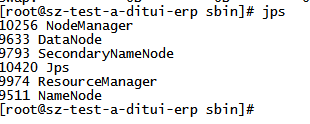 [root@sz-test-a-ditui-erp sbin]# jps
10256 NodeManager
9633 DataNode
9793 SecondaryNameNode
10420 Jps
9974 ResourceManager
9511 NameNode
[root@sz-test-a-ditui-erp sbin]#